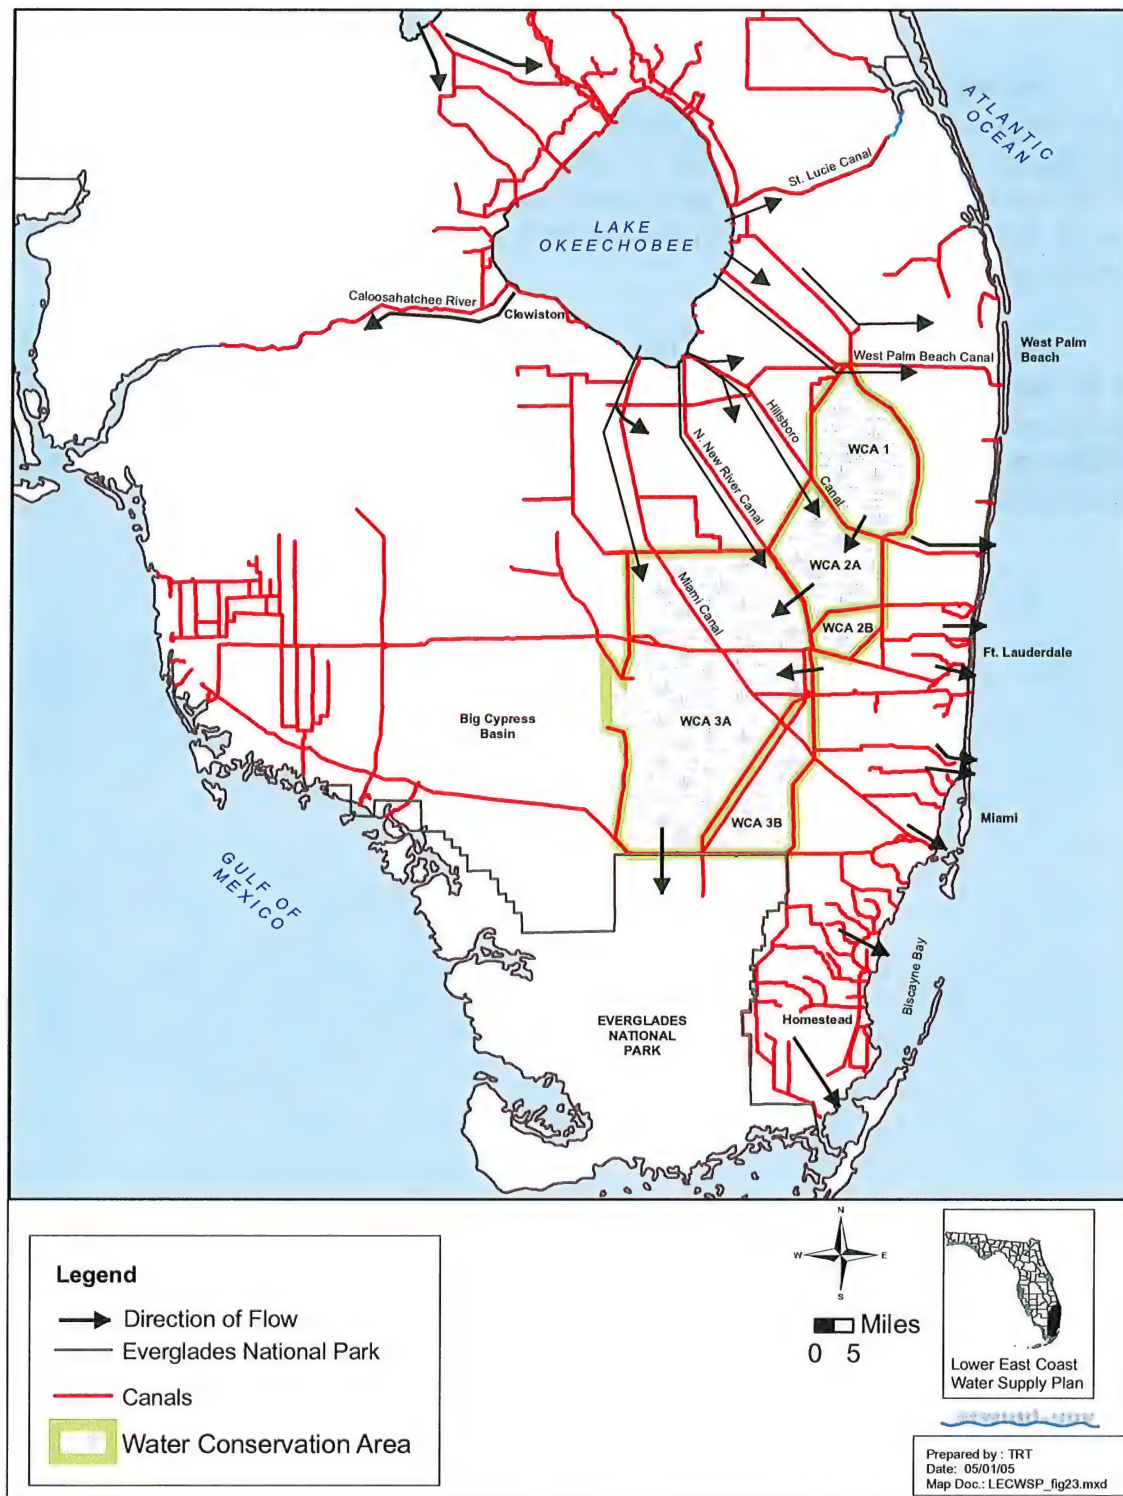 ATLANTIC
OCEAN
St. Lucie Canal
LAKE
OKEECHOBEE
Caloosahatchee River
Clewiston
West Palm
Beach
West Palm Beach Canal
Hillsboro
Canal
N. New River Canal
WCA 1
WCA 2A
Miami Canal
WCA 2B
Ft. Lauderdale
Big Cypress
Basin
WCA 3A
WCA 3B
Miami
GULF OF
MEXICO
Biscayne Bay
EVERGLADES
NATIONAL
PARK
Homestead
Legend
Direction of Flow
Everglades National Park
Canals
Water Conservation Area
N
W
E
S
Miles
0 5
Lower East Coast
Water Supply Plan
Prepared by : TRT
Date: 05/01/05
Map Doc.: LECWSP_fig23.mxd